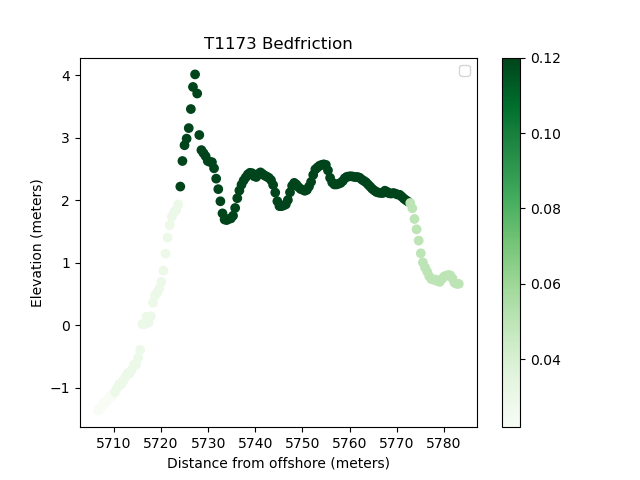 T1173 Bedfriction
4
3
2
1
0
−1
Elevation (meters)
5710 5720 5730 5740 5750 5760 5770 5780
Distance from offshore (meters)
0.12
0.10
0.08
0.06
0.04